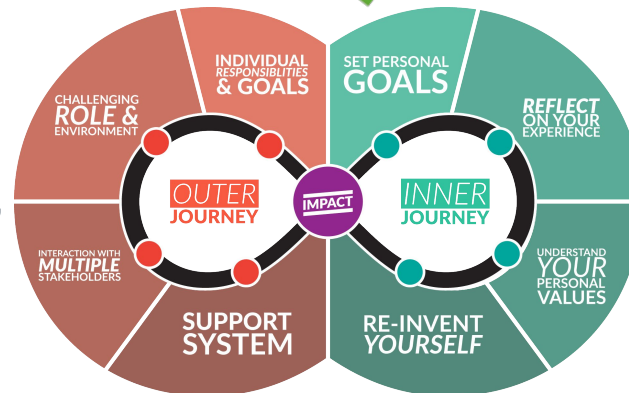 INDIVIDUAL
RESPONSIBLITIES
& GOALS
CHALLENGING
ROLE &
ENVIRONMENT
OUTER
JOURNEY
INTERACTION WITH
MULTIPLE
STAKEHOLDERS
SUPPORT
SYSTEM
IMPACT
SET PERSONAL
GOALS
REFLECT
ON YOUR
EXPERIENCE
INNER
JOURNEY
UNDERSTAND
YOUR
PERSONAL
VALUES
RE-INVENT
YOURSELF